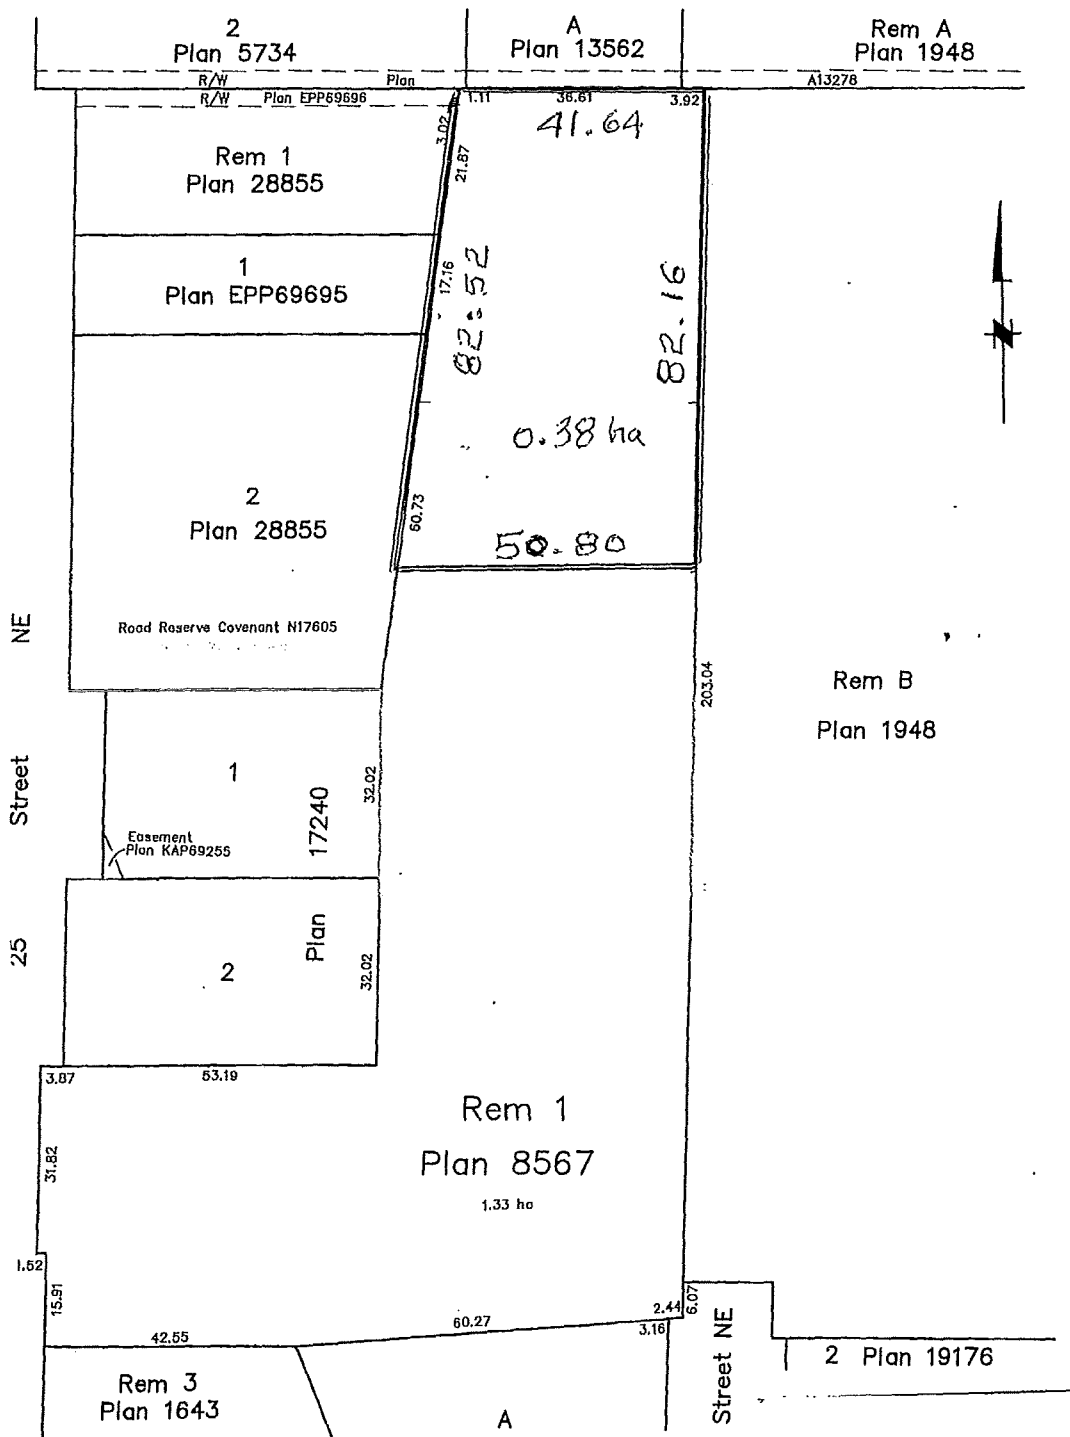 2
Plan 5734
A
Plan 13562
Rem A
Plan 1948
R/W Plan A13278
R/W Plan EPP69696
1.11 36.61 3.92
41.64
3.02
21.87
Rem 1
Plan 28855
1
Plan EPP69695
17.16
82.52
82.16
0.38 ha
2
Plan 28855
60.73
50.80
Road Reserve Covenant N17605
25 Street NE
203.04
Rem B
Plan 1948
1
32.02
Plan 17240
Easement
Plan KAP69255
2
32.02
3.87 53.19
Rem 1
Plan 8567
1.33 ha
31.82
1.52
15.91
42.55
60.27
2.44
6.07
3.16
Street NE
2 Plan 19176
Rem 3
Plan 1643
A
N